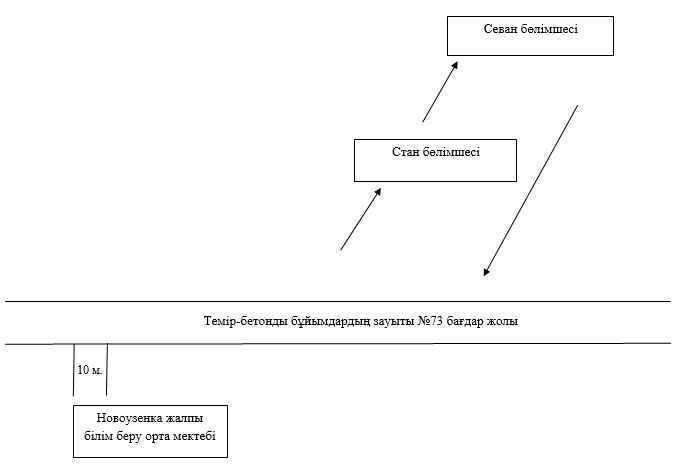 Севан бөлімшесі
Стан бөлімшесі
Темір-бетонды бұйымдардың зауыты №73 бағдар жолы
10 м.
Новоузенка жалпы
білім беру орта мектебі